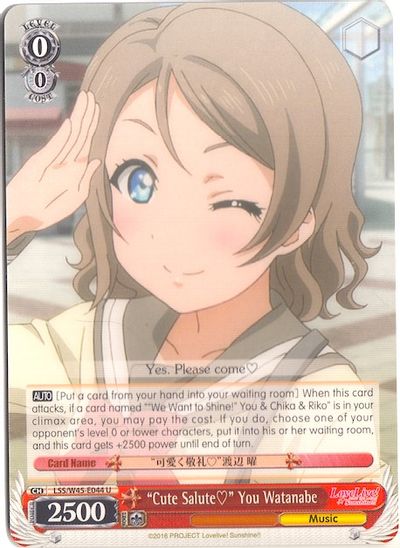 LEVEL
0
0
COST
Yes. Please come♡
AUTO [Put a card from your hand into your waiting room] When this card
attacks, if a card named ""We Want to Shine!" You & Chika & Riko" is in your
climax area, you may pay the cost. If you do, choose one of your
opponent's level 0 or lower characters, put it into his or her waiting room,
and this card gets +2500 power until end of turn.
Card Name "可愛く敬礼♡"渡辺 曜
CH LSS/W45-E044 U
"Cute Salute♡" You Watanabe
LoveLive!
2500
Music
©2016 PROJECT Lovelive! Sunshine!!